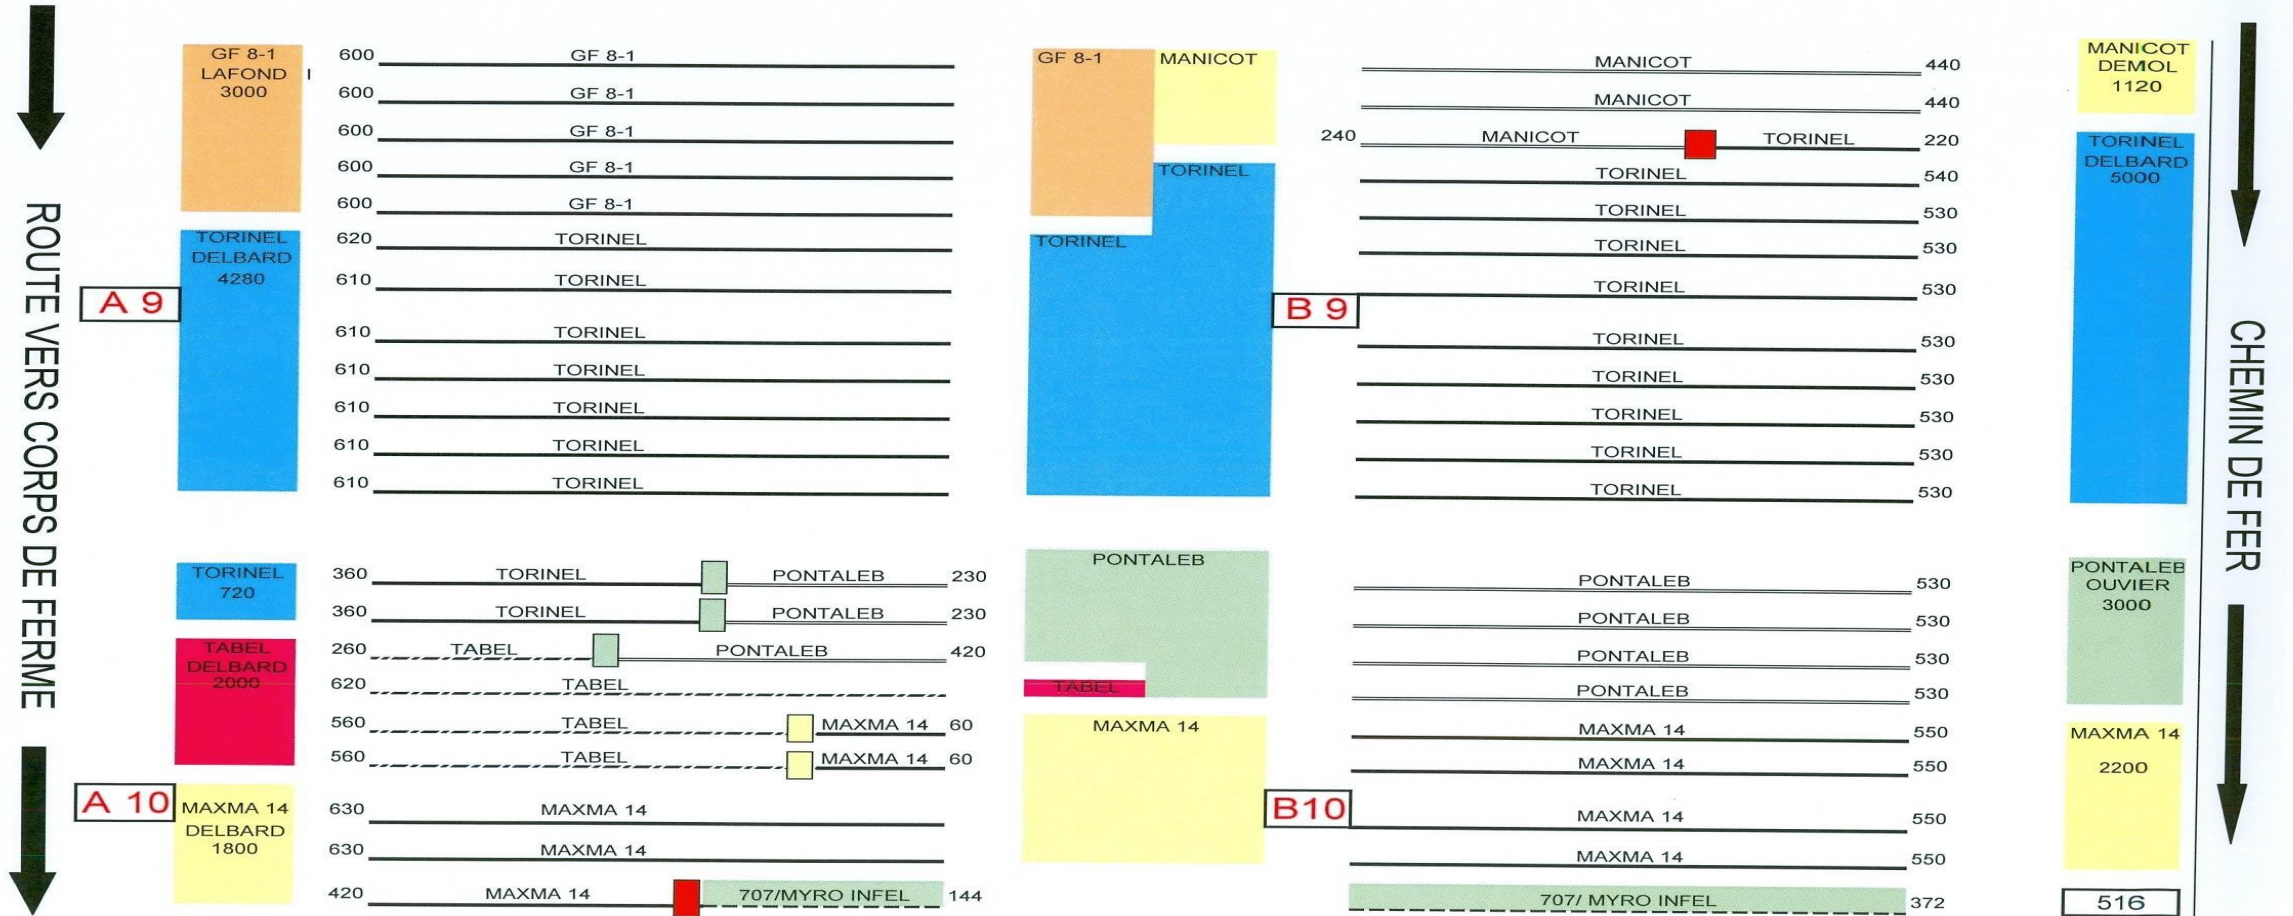 ROUTE VERS CORPS DE FERME
GF 8-1
LAFOND
3000
TORINEL
DELBARD
4280
A 9
TORINEL
720
TABEL
DELBARD
2000
A 10
MAXMA 14
DELBARD
1800
600 GF 8-1
600 GF 8-1
600 GF 8-1
600 GF 8-1
600 GF 8-1
620 TORINEL
610 TORINEL
610 TORINEL
610 TORINEL
610 TORINEL
610 TORINEL
610 TORINEL
360 TORINEL PONTALEB 230
360 TORINEL PONTALEB 230
260 TABEL PONTALEB 420
620 TABEL
560 TABEL MAXMA 14 60
560 TABEL MAXMA 14 60
630 MAXMA 14
630 MAXMA 14
420 MAXMA 14 707/MYRO INFEL 144
GF 8-1 MANICOT
TORINEL
TORINEL
B 9
PONTALEB
TABEL
MAXMA 14
B10
MANICOT 440
MANICOT 440
240 MANICOT TORINEL 220
TORINEL 540
TORINEL 530
TORINEL 530
TORINEL 530
TORINEL 530
TORINEL 530
TORINEL 530
TORINEL 530
TORINEL 530
PONTALEB 530
PONTALEB 530
PONTALEB 530
PONTALEB 530
MAXMA 14 550
MAXMA 14 550
MAXMA 14 550
MAXMA 14 550
707/ MYRO INFEL 372
MANICOT
DEMOL
1120
TORINEL
DELBARD
5000
PONTALEB
OUVIER
3000
MAXMA 14
2200
516
CHEMIN DE FER